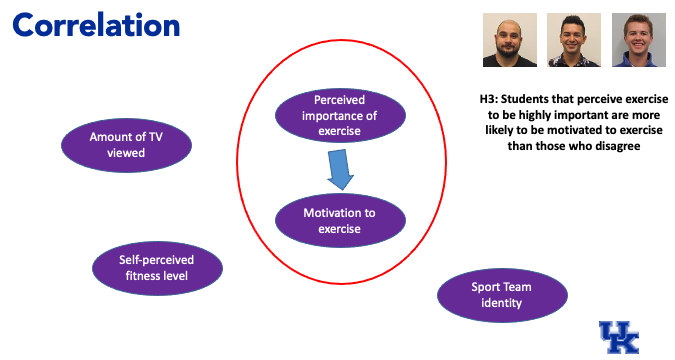 Correlation
H3: Students that perceive exercise
to be highly important are more
likely to be motivated to exercise
than those who disagree
Perceived
importance of
exercise
Amount of TV
viewed
Motivation to
exercise
Self-perceived
fitness level
Sport Team
identity
UK